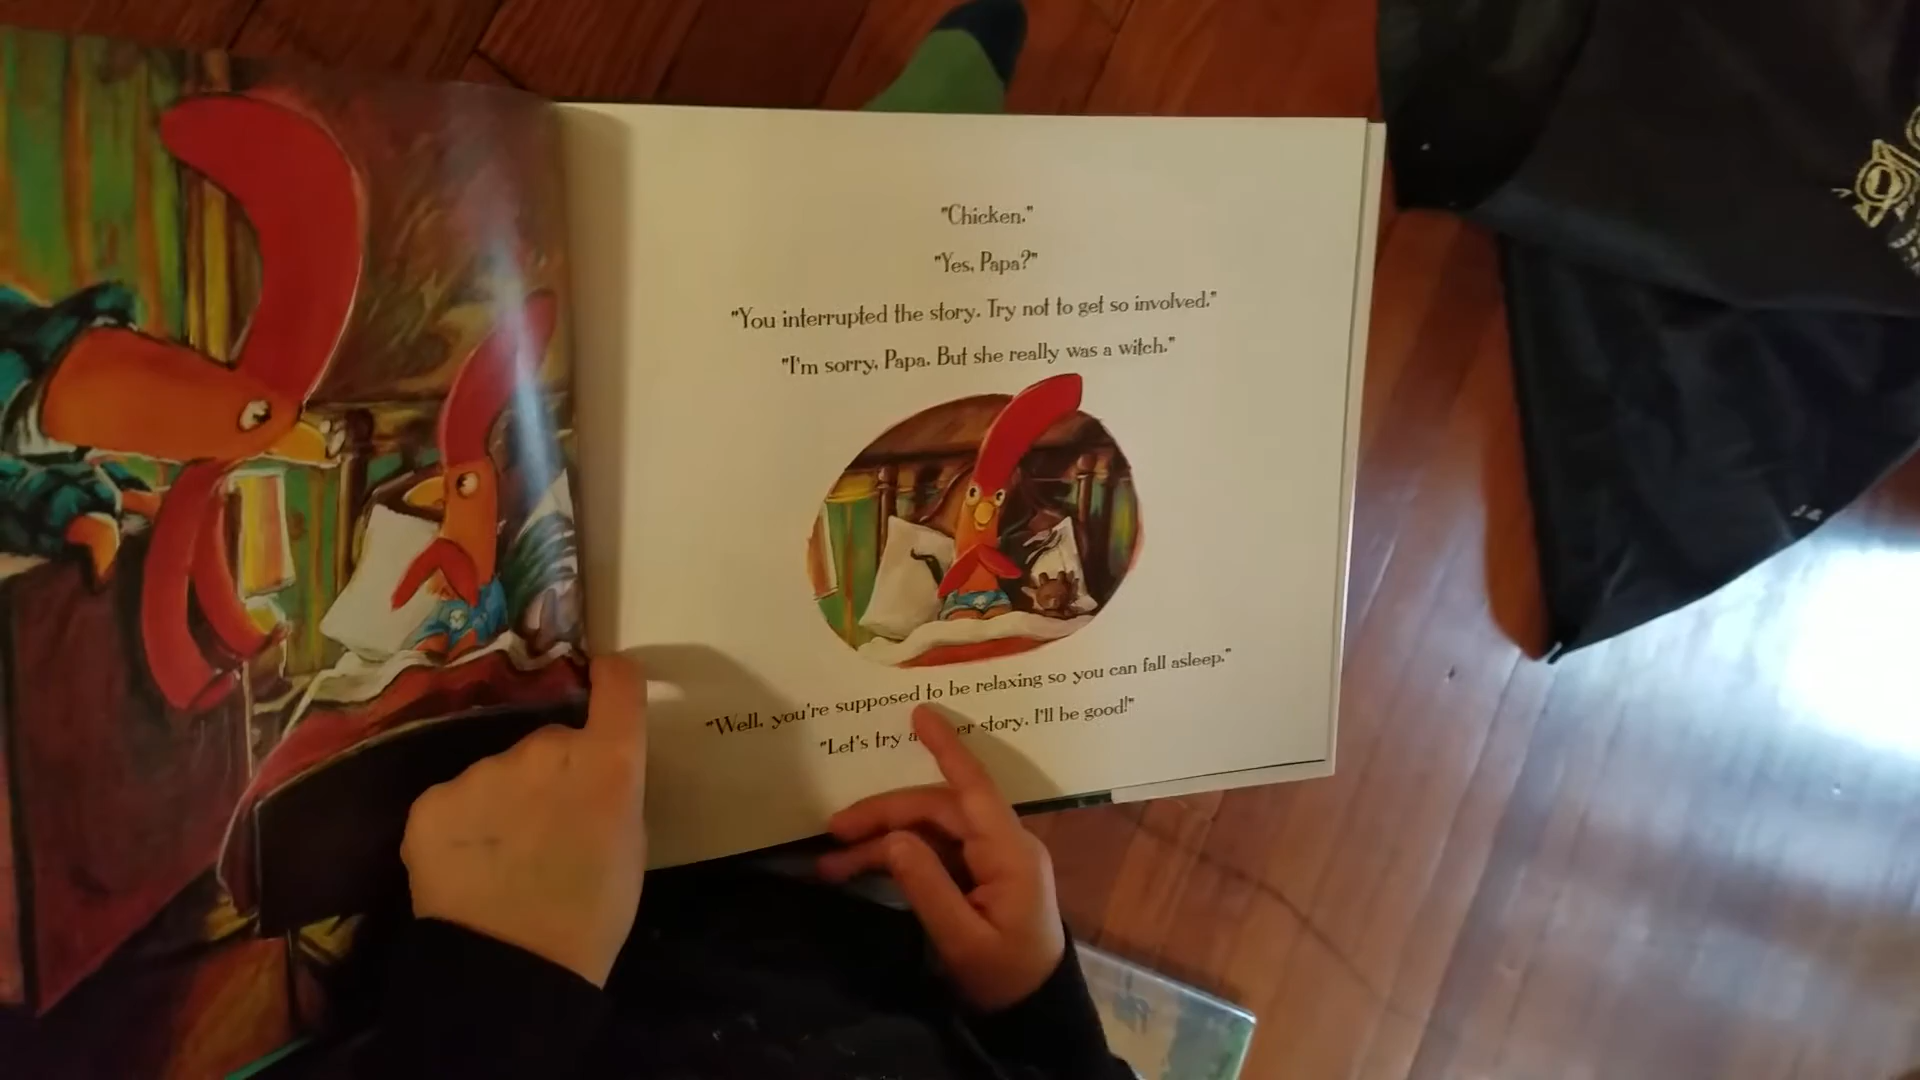 "Chicken."
"Yes, Papa?"
"You interrupted the story. Try not to get so involved."
"I'm sorry, Papa. But she really was a witch."
"Well, you're supposed to be relaxing so you can fall asleep."
"Let's try a er story. I'll be good!"